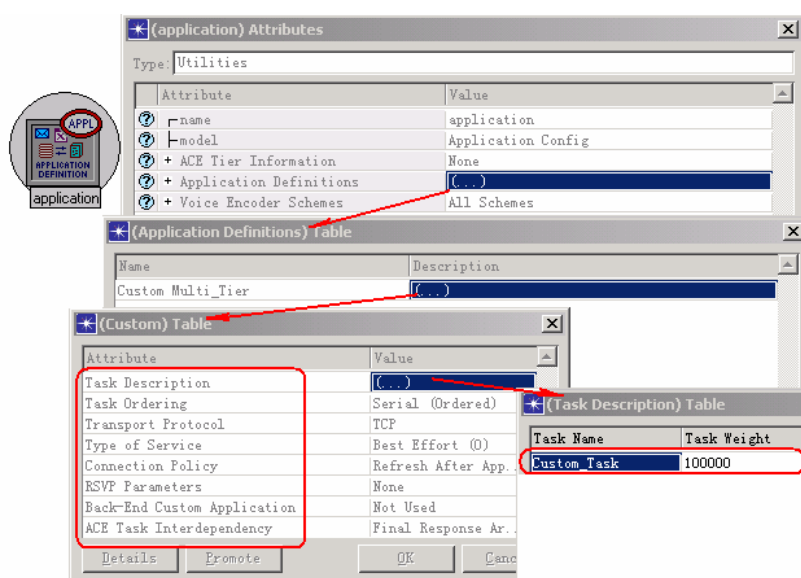 (application) Attributes
Type: Utilities
Attribute Value
name application
model Application Config
+ ACE Tier Information None
+ Application Definitions (...)
+ Voice Encoder Schemes All Schemes
APPL
APPLICATION
DEFINITION
application
(Application Definitions) Table
Name Description
Custom Multi_Tier (...)
(Custom) Table
Attribute Value
Task Description (...)
Task Ordering Serial (Ordered)
Transport Protocol TCP
Type of Service Best Effort (0)
Connection Policy Refresh After App..
RSVP Parameters None
Back-End Custom Application Not Used
ACE Task Interdependency Final Response Ar..
Details Promote OK Canc
(Task Description) Table
Task Name Task Weight
Custom_Task 100000